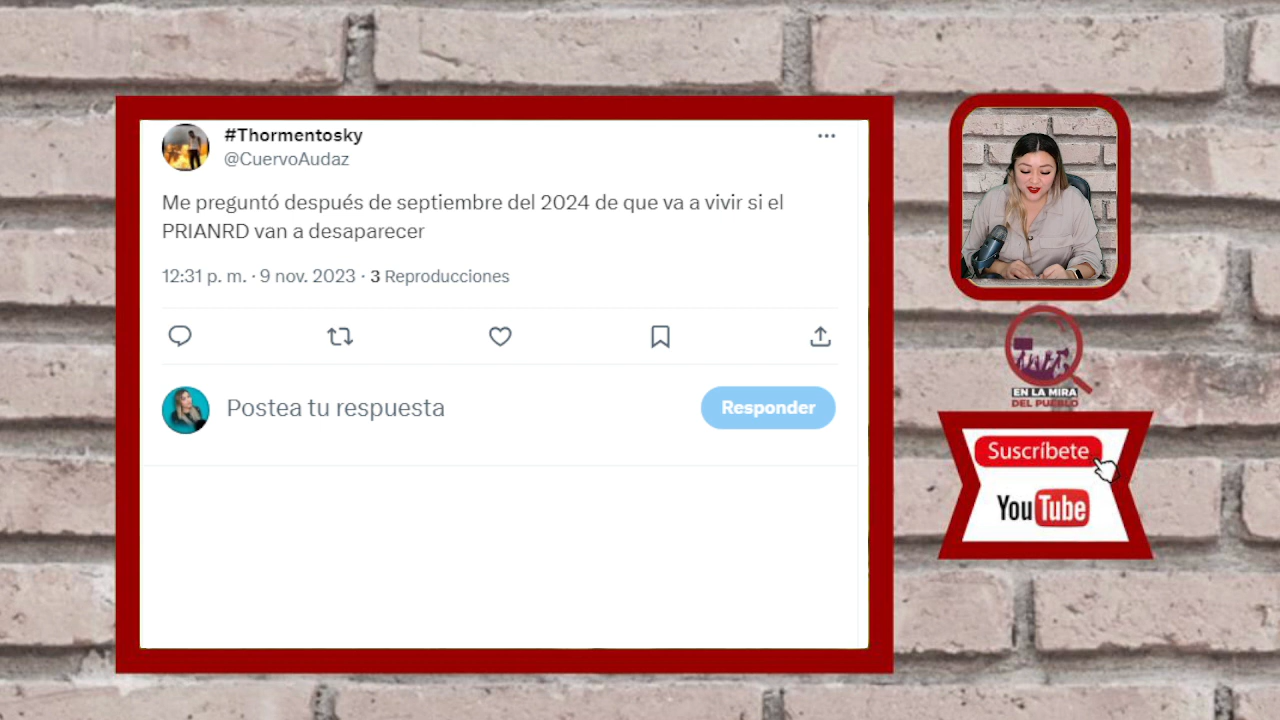 #Thormentosky
@CuervoAudaz
Me preguntó después de septiembre del 2024 de que va a vivir si el
PRIANRD van a desaparecer
12:31 p. m. · 9 nov. 2023 · 3 Reproducciones
Postea tu respuesta
Responder
EN LA MIRA
DEL PUEBLO
Suscríbete
YouTube